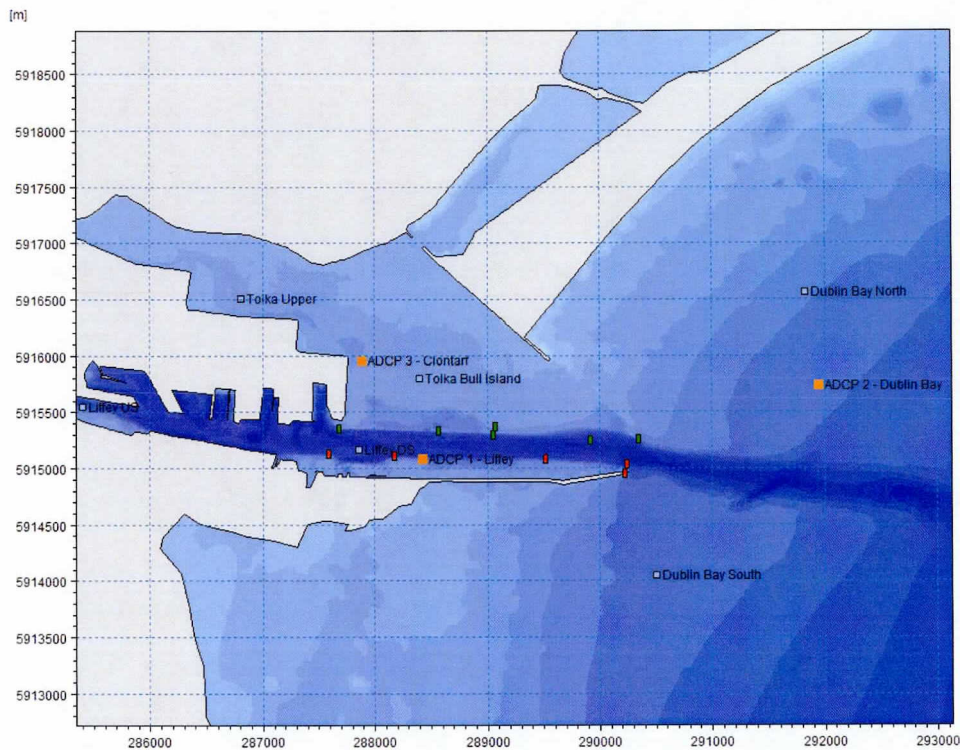 [m]
5918500
5918000
5917500
5917000
5916500
5916000
5915500
5915000
5914500
5914000
5913500
5913000
Tolka Upper
Dublin Bay North
ADCP 3 - Clontarf
Tolka Bull Island
ADCP 2 - Dublin Bay
Liffey US
Liffey DS
ADCP 1 - Liffey
Dublin Bay South
286000 287000 288000 289000 290000 291000 292000 293000